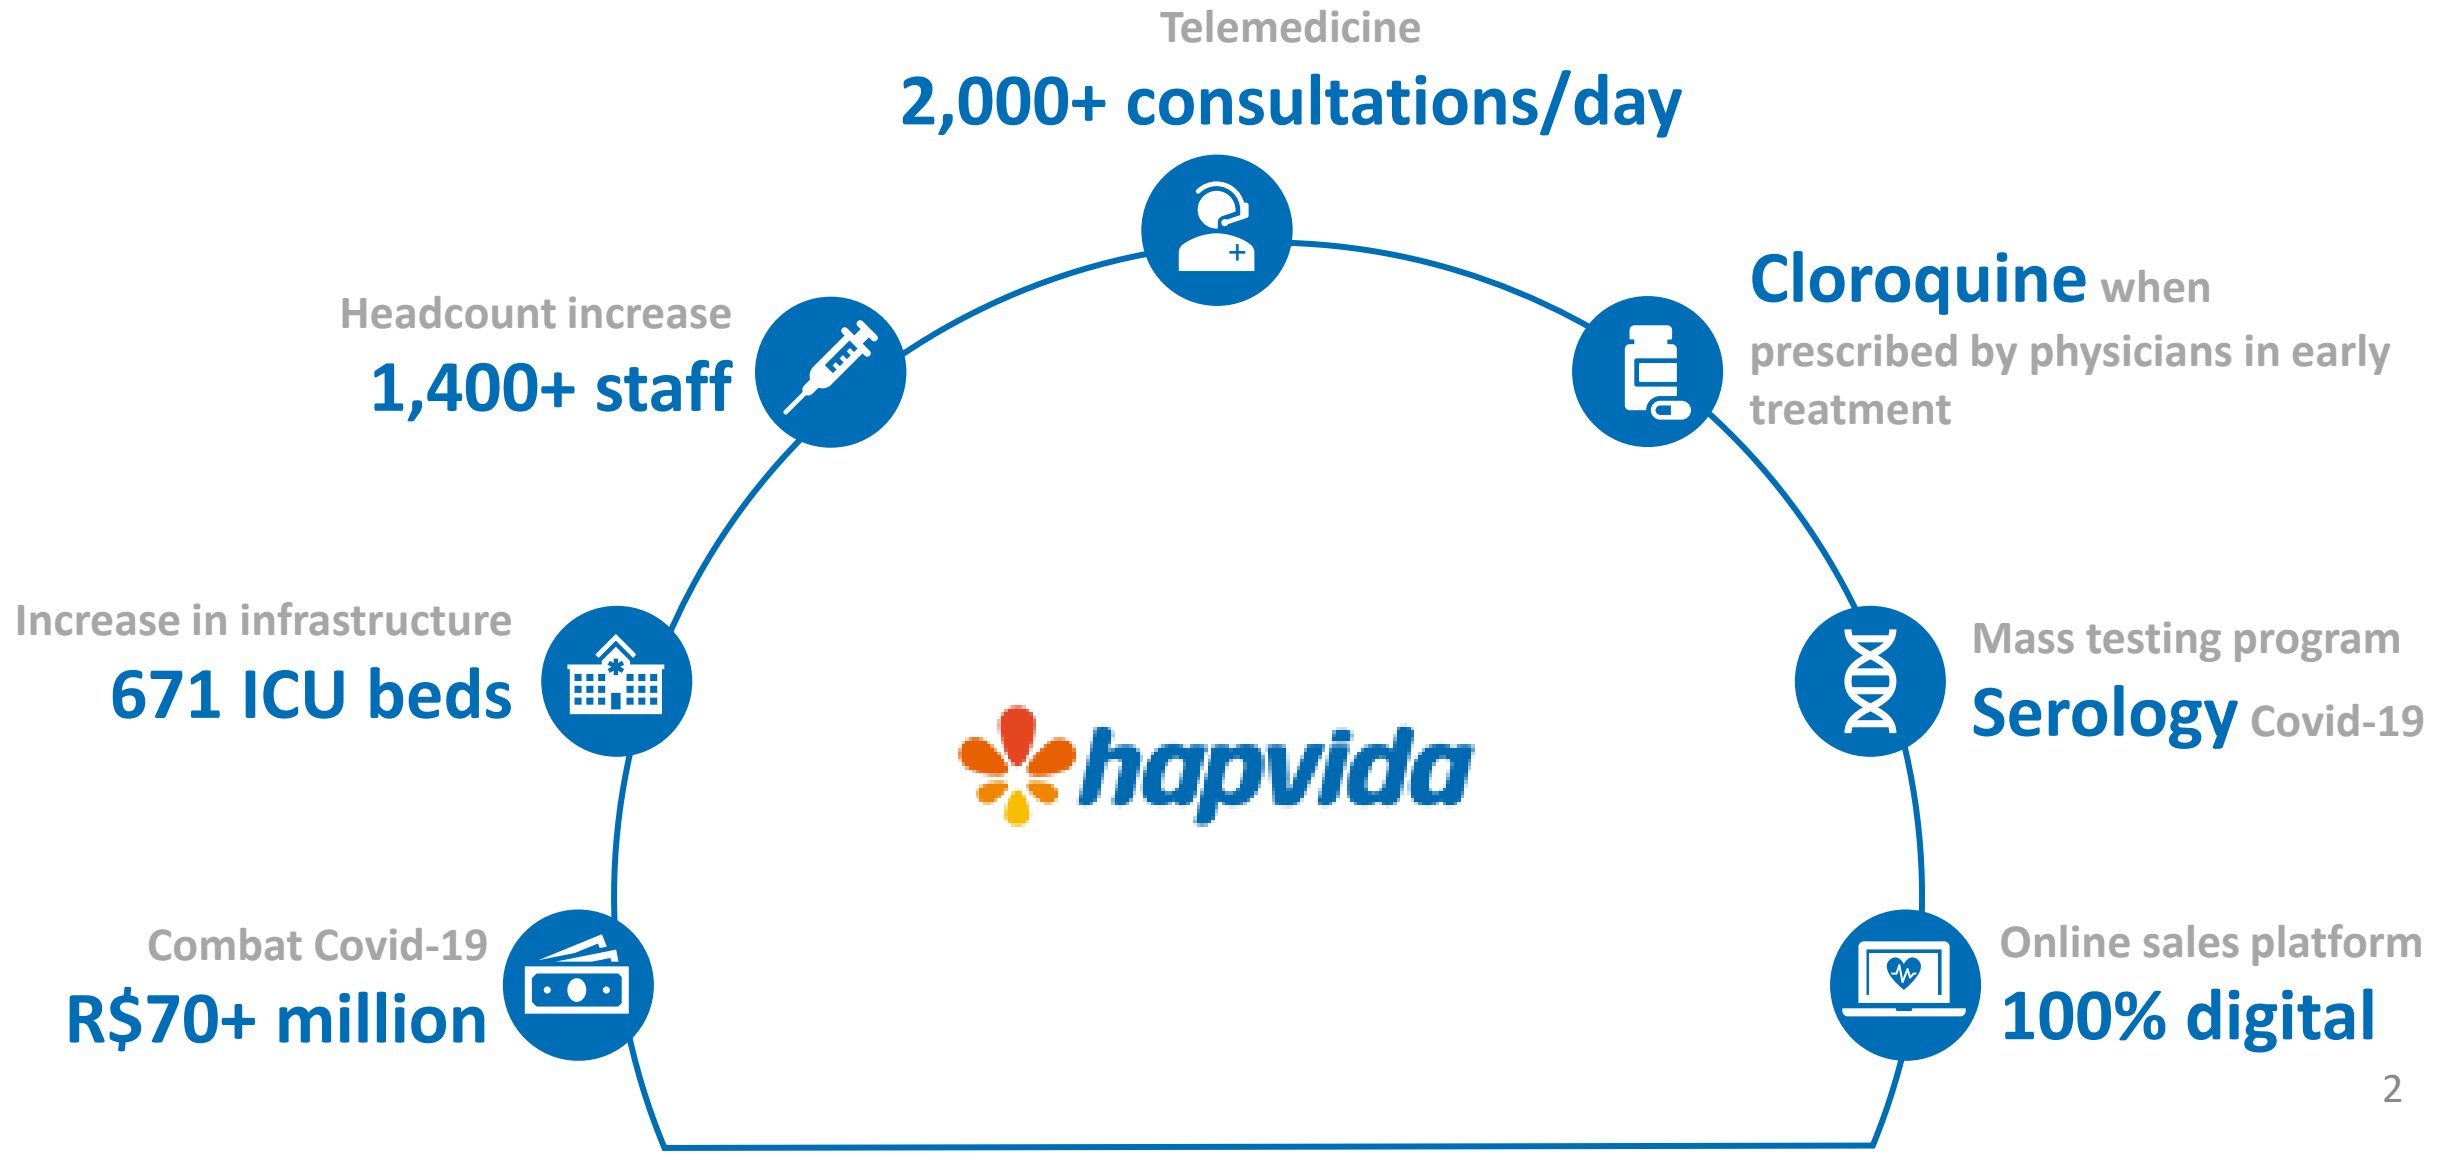 Telemedicine
2,000+ consultations/day
Headcount increase
1,400+ staff
Cloroquine when
prescribed by physicians in early
treatment
Increase in infrastructure
671 ICU beds
Mass testing program
Serology Covid-19
hapvida
Combat Covid-19
R$70+ million
Online sales platform
100% digital
2